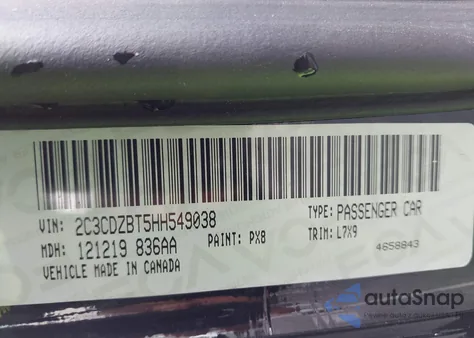 VIN: 2C3CDZBT5HH549038
TYPE: PASSENGER CAR
MDH: 121219 836AA
PAINT: PX8
TRIM: L7X9
VEHICLE MADE IN CANADA
4658843
autoSnap